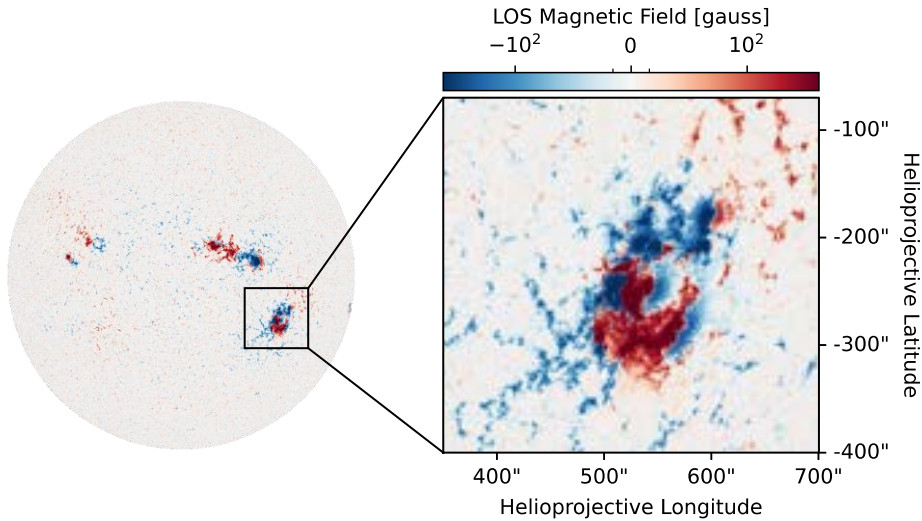 LOS Magnetic Field [gauss]
−10² 0 10²
-100"
-200"
-300"
-400"
Helioprojective Latitude
400" 500" 600" 700"
Helioprojective Longitude